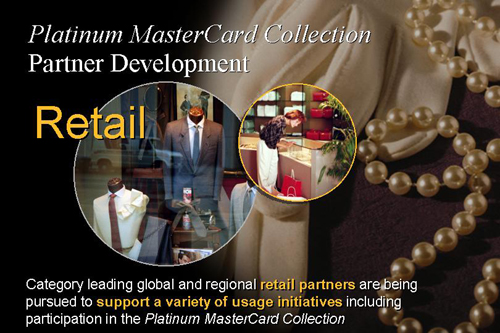 Platinum MasterCard Collection
Partner Development
Retail
Category leading global and regional retail partners are being
pursued to support a variety of usage initiatives including
participation in the Platinum MasterCard Collection